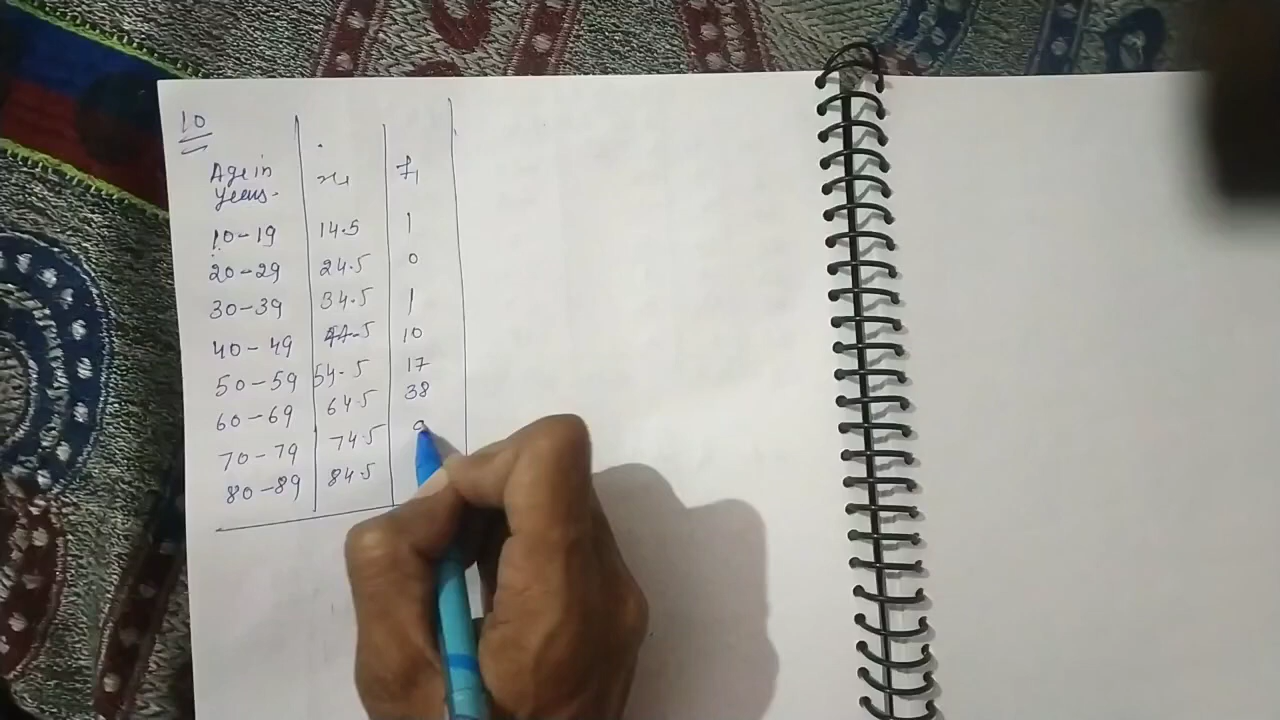 10
Age in x₁ f₁
years.
10-19 14.5 1
20-29 24.5 0
30-39 34.5 1
40-49 44.5 10
50-59 54.5 17
60-69 64.5 38
70-79 74.5
80-89 84.5